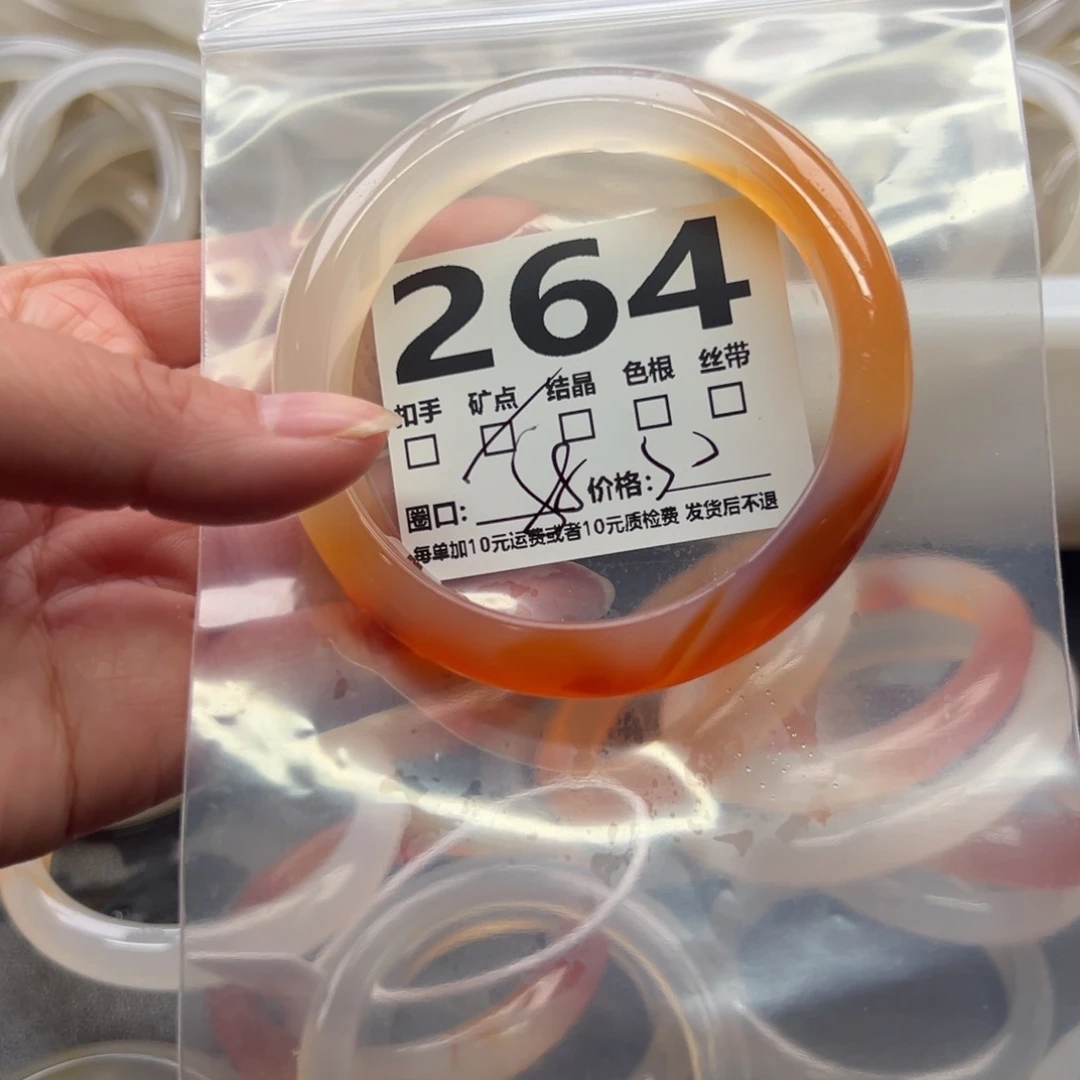 264
扣手 矿点 结晶 色根 丝带
圈口: 价格:
每单加10元运费或者10元质检费 发货后不退